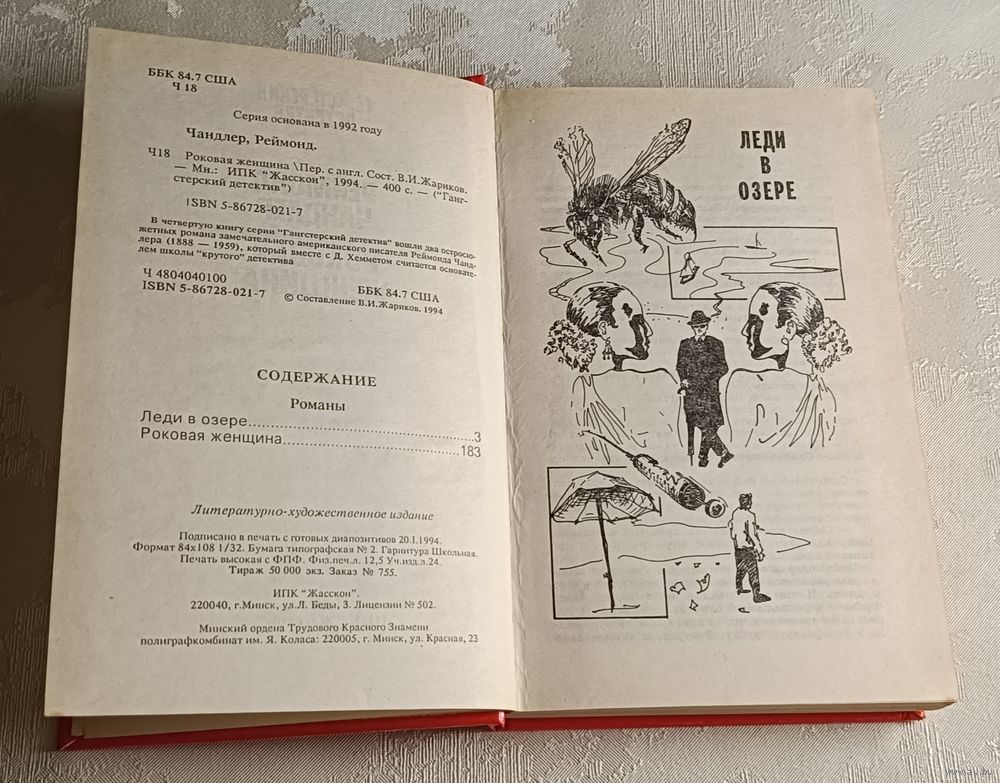 ББК 84.7 США
Ч 18
Серия основана в 1992 году
Чандлер, Реймонд.
Ч18 Роковая женщина \Пер. с англ. Сост. В.И.Жариков.
— Мн.: ИПК “Жасскон”, 1994. — 400 с. — (“Ганг-
стерский детектив”)
ISBN 5-86728-021-7
В четвертую книгу серии “Гангстерский детектив” вошли два остросю-
жетных романа замечательного американского писателя Реймонда Чанд-
лера (1888 — 1959), который вместе с Д. Хемметом считается основате-
лем школы “крутого” детектива
Ч 4804040100
ББК 84.7 США
ISBN 5-86728-021-7
© Составление В.И.Жариков. 1994
СОДЕРЖАНИЕ
Романы
Леди в озере............................................3
Роковая женщина...................................183
Литературно-художественное издание
Подписано в печать с готовых диапозитивов 20.1.1994.
Формат 84х108 1/32. Бумага типографская № 2. Гарнитура Школьная.
Печать высокая с ФПФ. Физ.печ.л. 12,5 Уч.изд.л.24.
Тираж 50 000 экз. Заказ № 755.
ИПК “Жасскон”.
220040, г.Минск, ул.Л. Беды, 3. Лицензии № 502.
Минский ордена Трудового Красного Знамени
полиграфкомбинат им. Я. Коласа: 220005, г. Минск, ул. Красная, 23
ЛЕДИ
В
ОЗЕРЕ